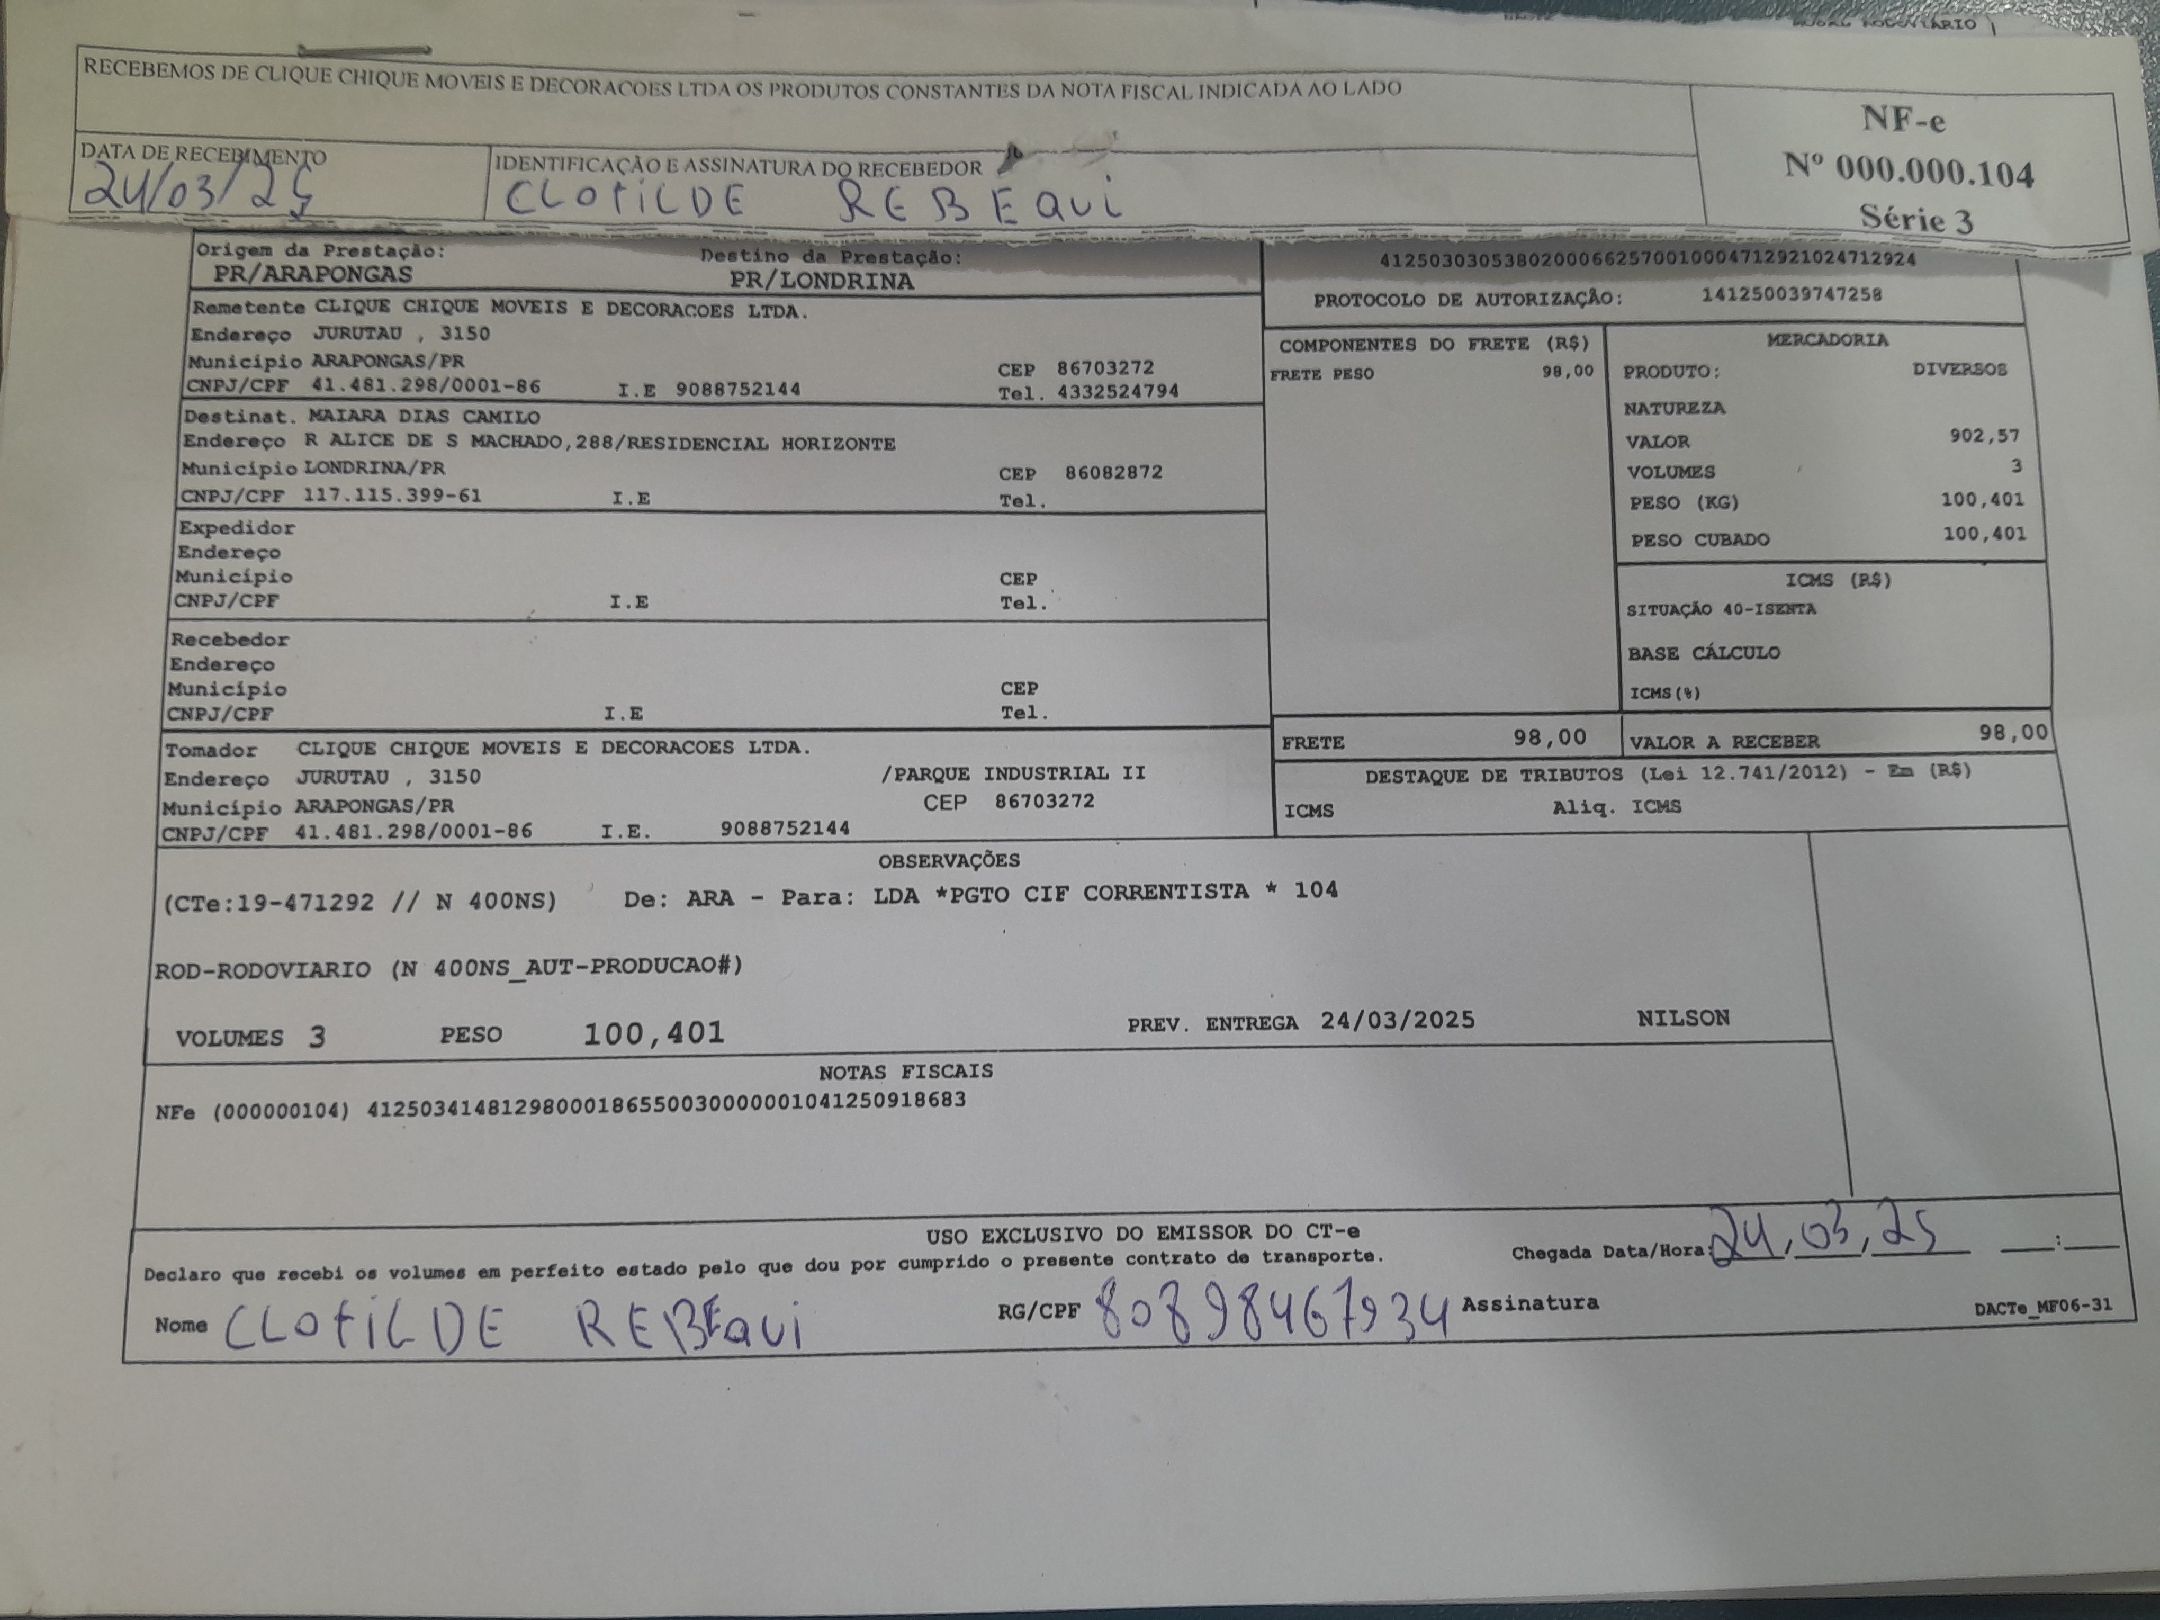 RODOVIÁRIO
RECEBEMOS DE CLIQUE CHIQUE MOVEIS E DECORACOES LTDA OS PRODUTOS CONSTANTES DA NOTA FISCAL INDICADA AO LADO
NF-e
Nº 000.000.104
Série 3
DATA DE RECEBIMENTO
24/03/25
IDENTIFICAÇÃO E ASSINATURA DO RECEBEDOR
CLOTILDE REBEQUI
Origem da Prestação: Destino da Prestação:
PR/ARAPONGAS PR/LONDRINA
41250303053802000662570010004712921024712924
PROTOCOLO DE AUTORIZAÇÃO: 141250039747258
Remetente CLIQUE CHIQUE MOVEIS E DECORACOES LTDA.
Endereço JURUTAU , 3150
Município ARAPONGAS/PR CEP 86703272
CNPJ/CPF 41.481.298/0001-86 I.E 9088752144 Tel. 4332524794
Destinat. MAIARA DIAS CAMILO
Endereço R ALICE DE S MACHADO,288/RESIDENCIAL HORIZONTE
Município LONDRINA/PR CEP 86082872
CNPJ/CPF 117.115.399-61 I.E Tel.
Expedidor
Endereço
Município CEP
CNPJ/CPF I.E Tel.
Recebedor
Endereço
Município CEP
CNPJ/CPF I.E Tel.
Tomador CLIQUE CHIQUE MOVEIS E DECORACOES LTDA.
Endereço JURUTAU , 3150 /PARQUE INDUSTRIAL II
Município ARAPONGAS/PR CEP 86703272
CNPJ/CPF 41.481.298/0001-86 I.E. 9088752144
COMPONENTES DO FRETE (R$)
FRETE PESO 98,00
MERCADORIA
PRODUTO: DIVERSOS
NATUREZA
VALOR 902,57
VOLUMES 3
PESO (KG) 100,401
PESO CUBADO 100,401
ICMS (R$)
SITUAÇÃO 40-ISENTA
BASE CÁLCULO
ICMS(%)
FRETE 98,00 VALOR A RECEBER 98,00
DESTAQUE DE TRIBUTOS (Lei 12.741/2012) - Em (R$)
ICMS Aliq. ICMS
OBSERVAÇÕES
(CTe:19-471292 // N 400NS) De: ARA - Para: LDA *PGTO CIF CORRENTISTA * 104
ROD-RODOVIARIO (N 400NS_AUT-PRODUCAO#)
VOLUMES 3 PESO 100,401 PREV. ENTREGA 24/03/2025 NILSON
NOTAS FISCAIS
NFe (000000104) 41250341481298000186550030000001041250918683
USO EXCLUSIVO DO EMISSOR DO CT-e
Declaro que recebi os volumes em perfeito estado pelo que dou por cumprido o presente contrato de transporte. Chegada Data/Hora: 24,03,25 :
Nome CLOTILDE REBEQUI RG/CPF 80898467934 Assinatura DACTe_MF06-31